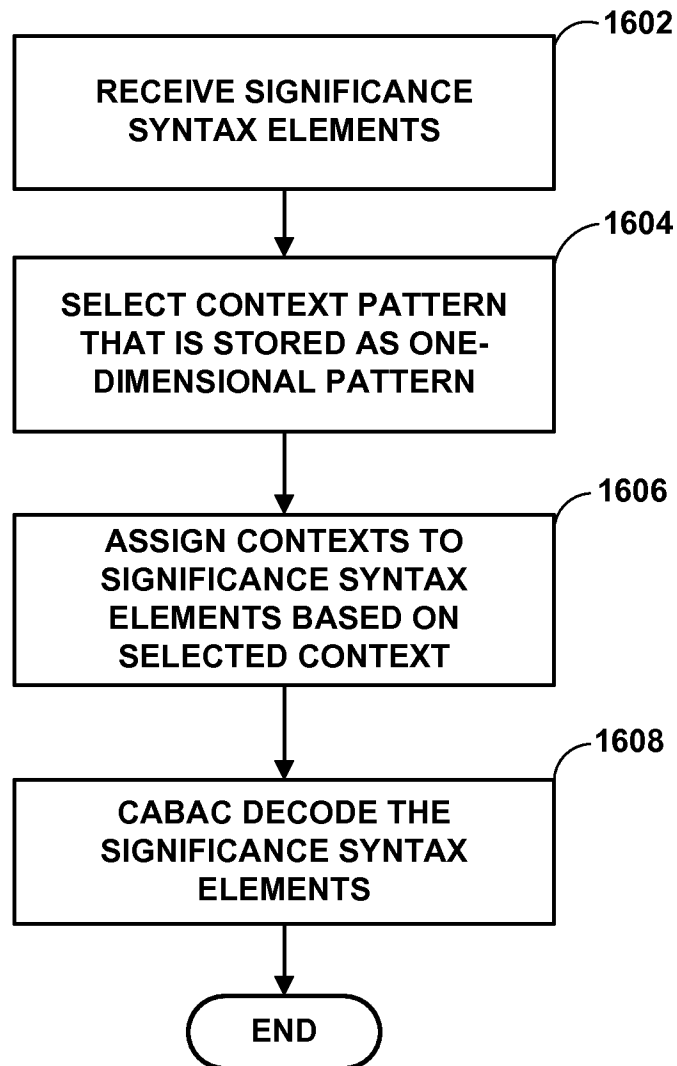 1602
RECEIVE SIGNIFICANCE
SYNTAX ELEMENTS
1604
SELECT CONTEXT PATTERN
THAT IS STORED AS ONE-
DIMENSIONAL PATTERN
1606
ASSIGN CONTEXTS TO
SIGNIFICANCE SYNTAX
ELEMENTS BASED ON
SELECTED CONTEXT
1608
CABAC DECODE THE
SIGNIFICANCE SYNTAX
ELEMENTS
END